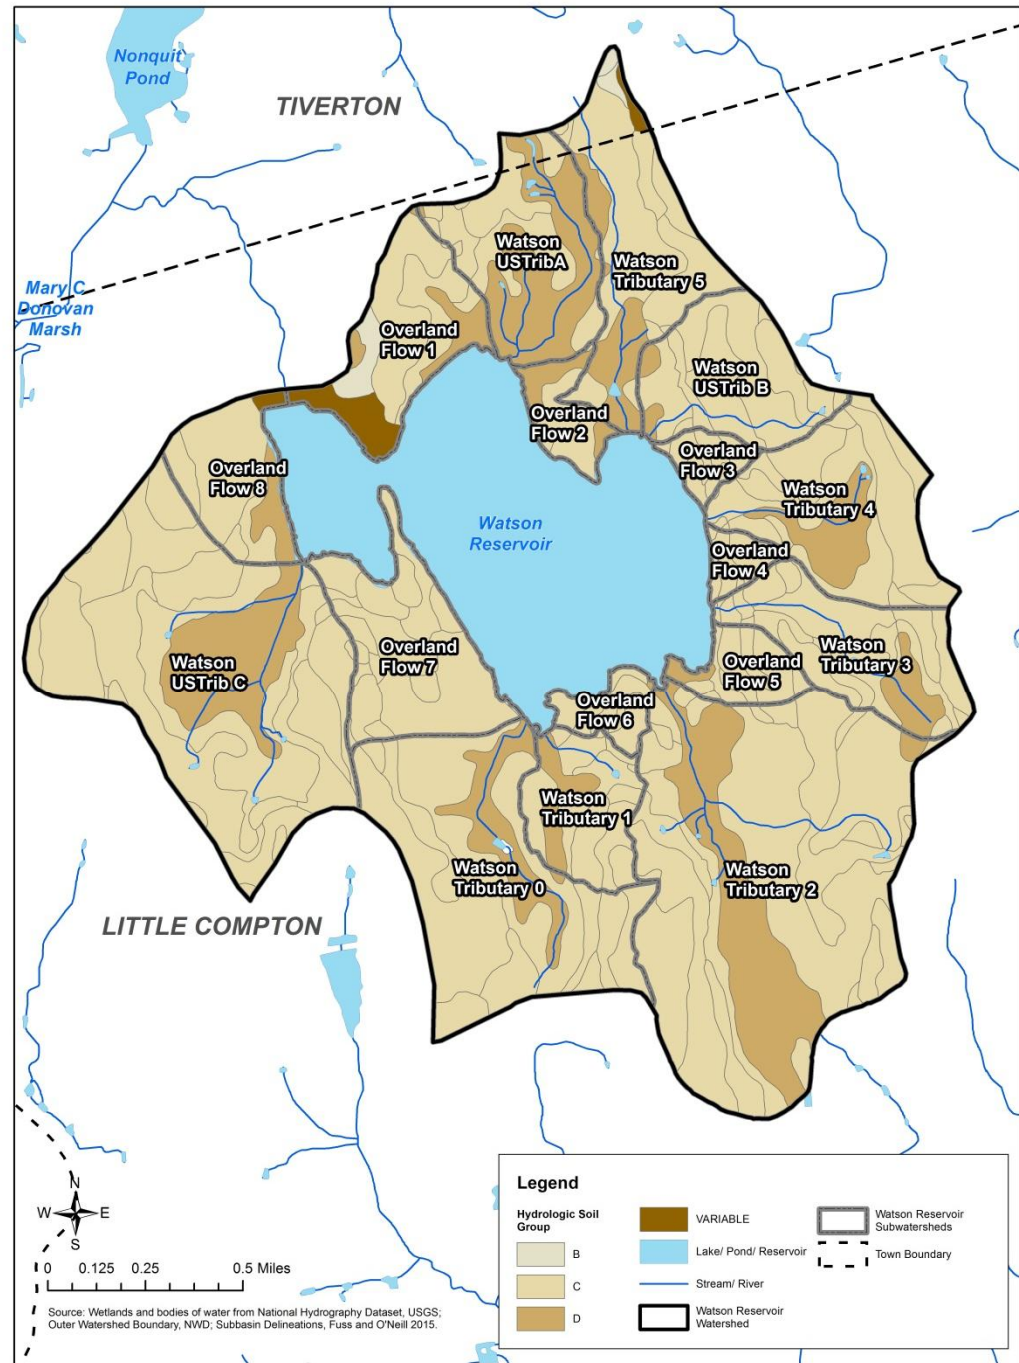 Nonquit
Pond
TIVERTON
Watson
USTribA
Watson
Tributary 5
Mary C
Donovan
Marsh
Overland
Flow 1
Watson
USTrib B
Overland
Flow 2
Overland
Flow 3
Overland
Flow 8
Watson
Tributary 4
Watson
Reservoir
Overland
Flow 4
Overland
Flow 7
Watson
Tributary 3
Watson
USTrib C
Overland
Flow 5
Overland
Flow 6
Watson
Tributary 1
Watson
Tributary 0
Watson
Tributary 2
LITTLE COMPTON
N
W
E
S
0 0.125 0.25 0.5 Miles
Source: Wetlands and bodies of water from National Hydrography Dataset, USGS;
Outer Watershed Boundary, NWD; Subbasin Delineations, Fuss and O'Neill 2015.
Legend
Hydrologic Soil
Group
B
C
D
VARIABLE
Lake/ Pond/ Reservoir
Stream/ River
Watson Reservoir
Watershed
Watson Reservoir
Subwatersheds
Town Boundary